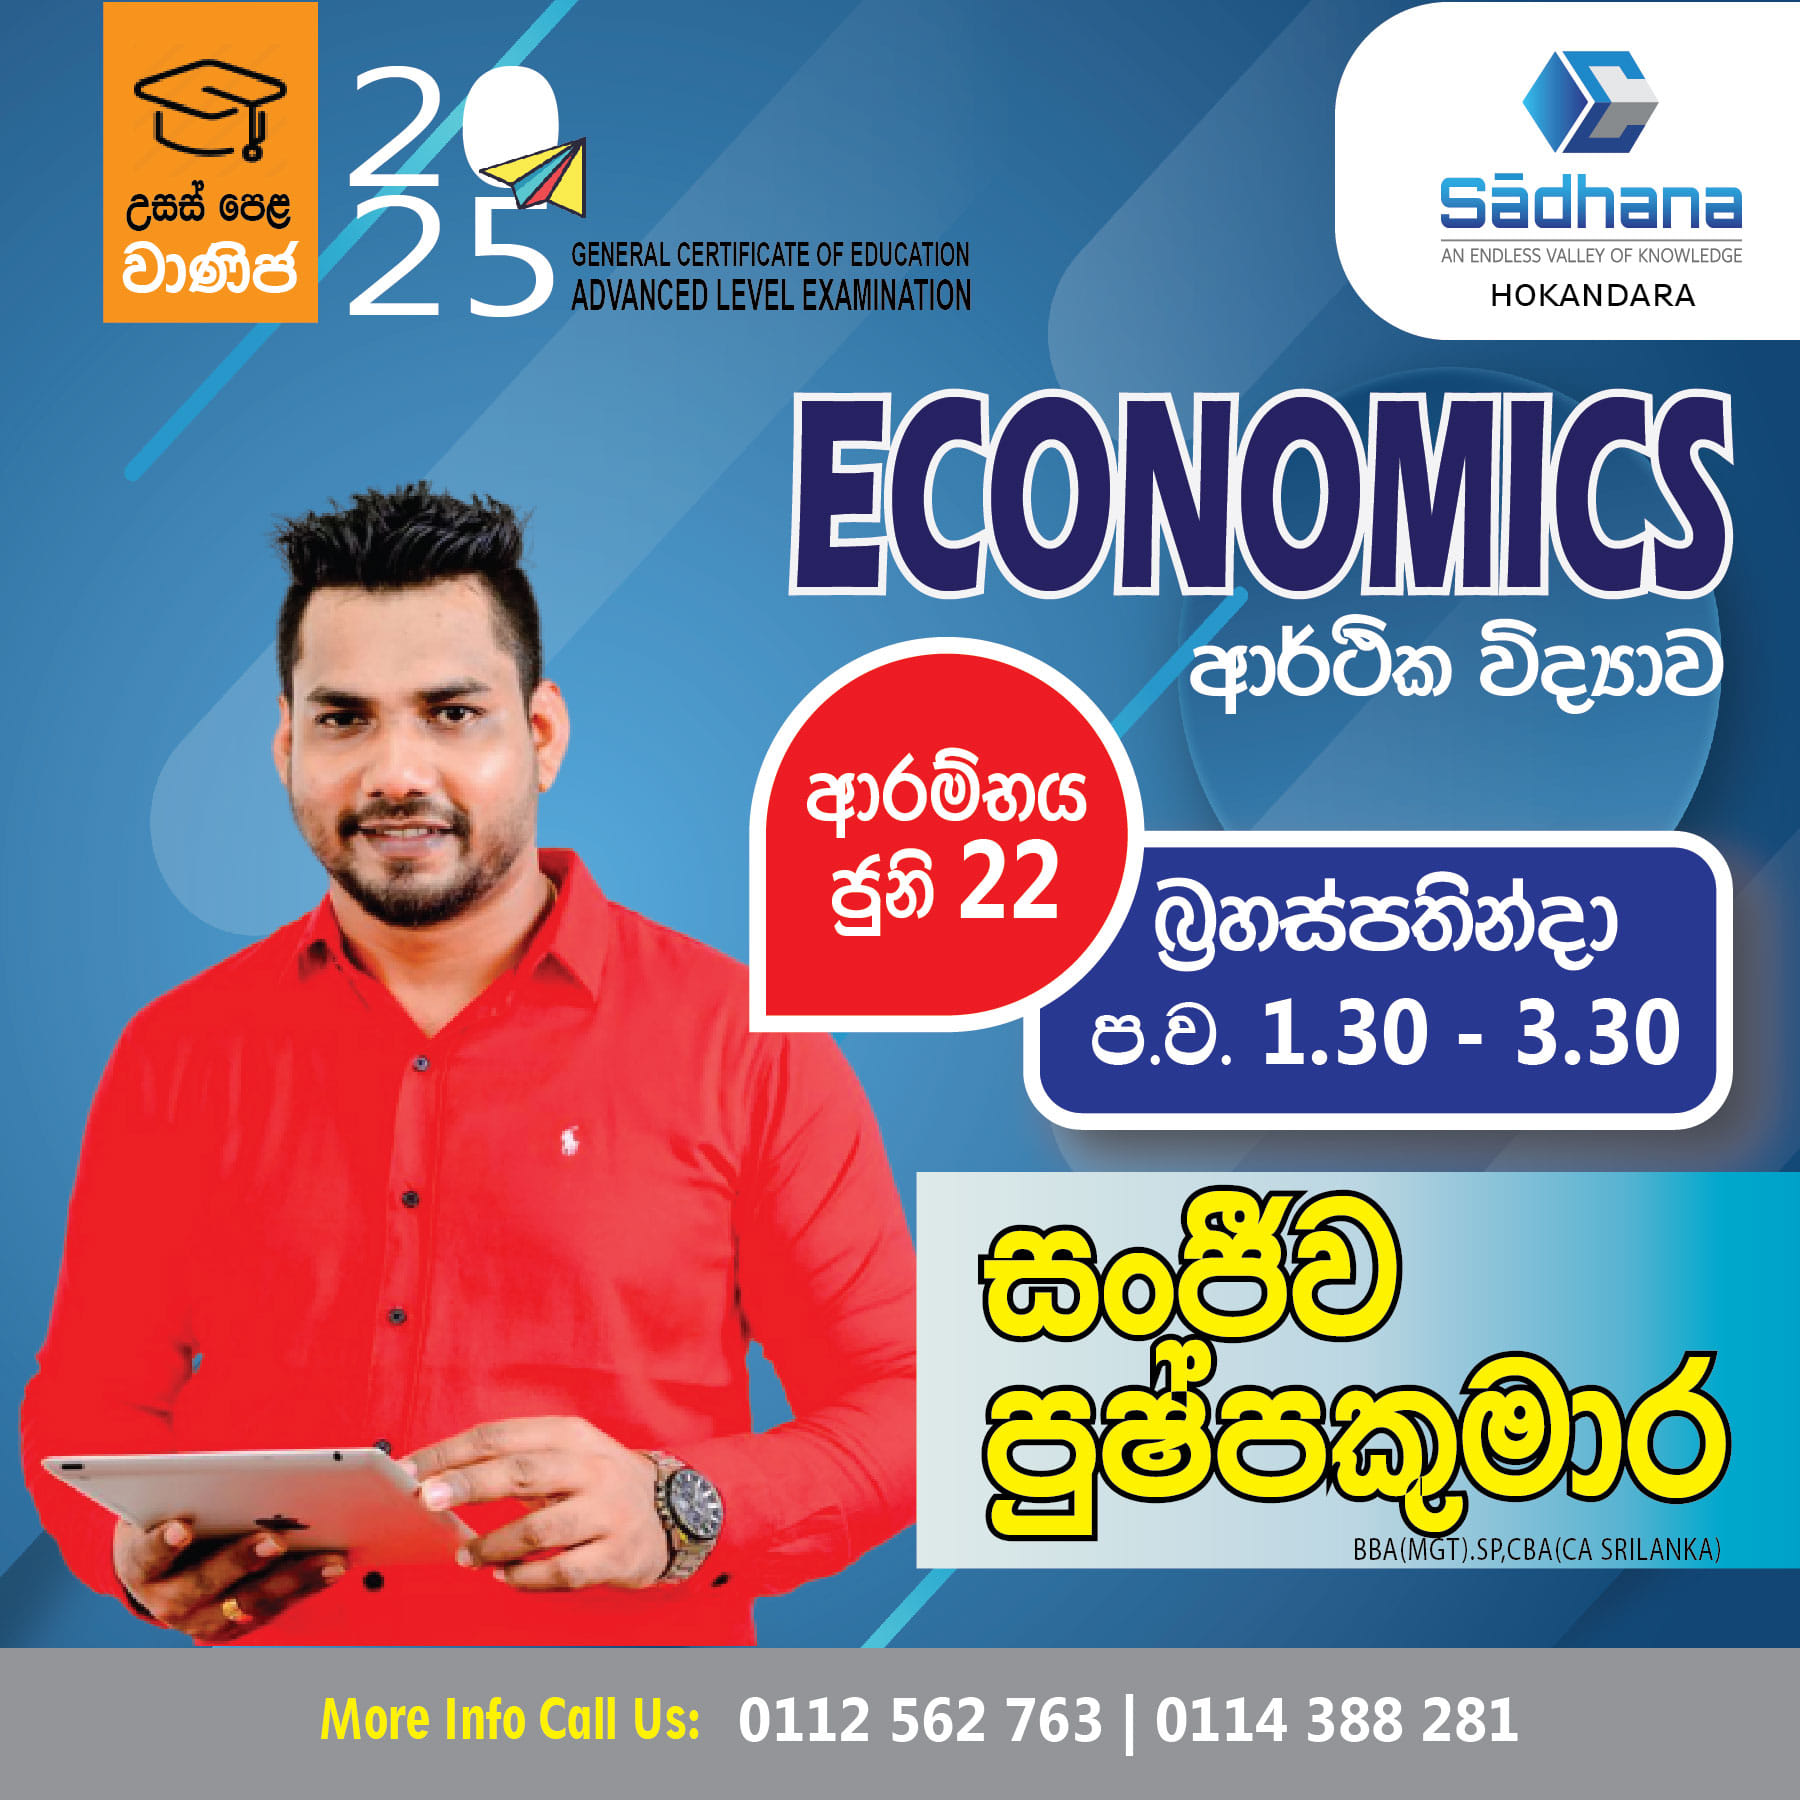 උසස් පෙළ
වාණිජ
20
25
GENERAL CERTIFICATE OF EDUCATION
ADVANCED LEVEL EXAMINATION
Sādhana
AN ENDLESS VALLEY OF KNOWLEDGE
HOKANDARA
ECONOMICS
ආර්ථික විද්‍යාව
ආරම්භය
ජුනි 22
බ්‍රහස්පතින්දා
ප.ව. 1.30 - 3.30
සංජීව
පුෂ්පකුමාර
BBA(MGT).SP,CBA(CA SRILANKA)
More Info Call Us: 0112 562 763 | 0114 388 281